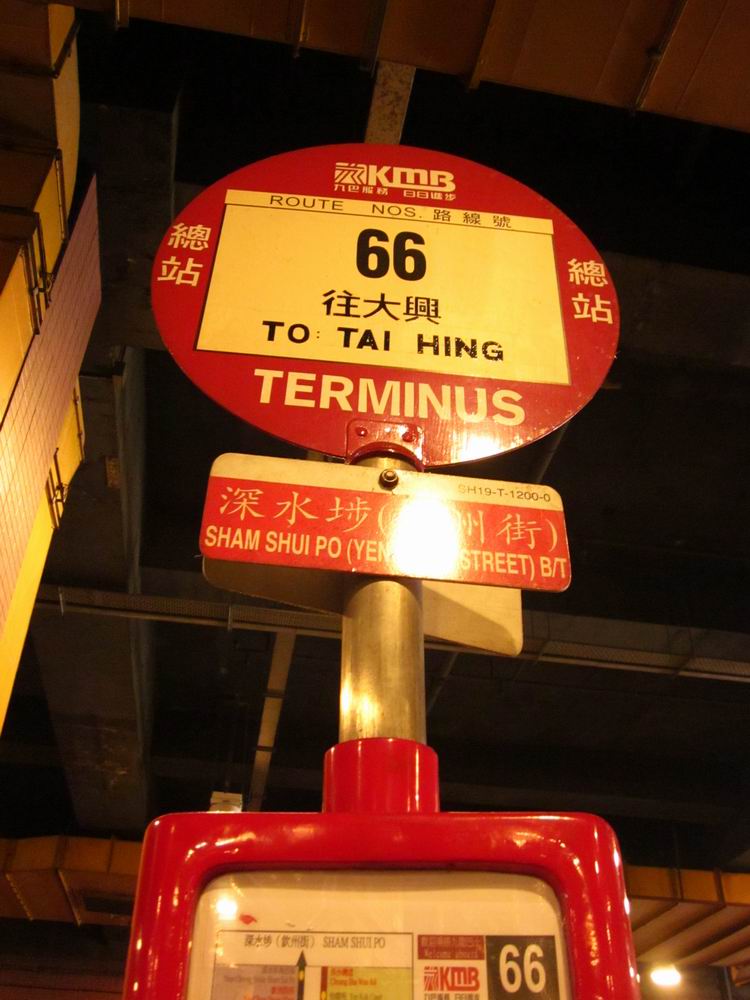 KMB
九巴服務 日日進步
ROUTE NOS. 路線號
總站
66
總站
往大興
TO: TAI HING
TERMINUS
SH19-T-1200-0
深水埗( 州街)
SHAM SHUI PO (YEN STREET) B/T
深水埗（欽州街） SHAM SHUI PO
KMB
66